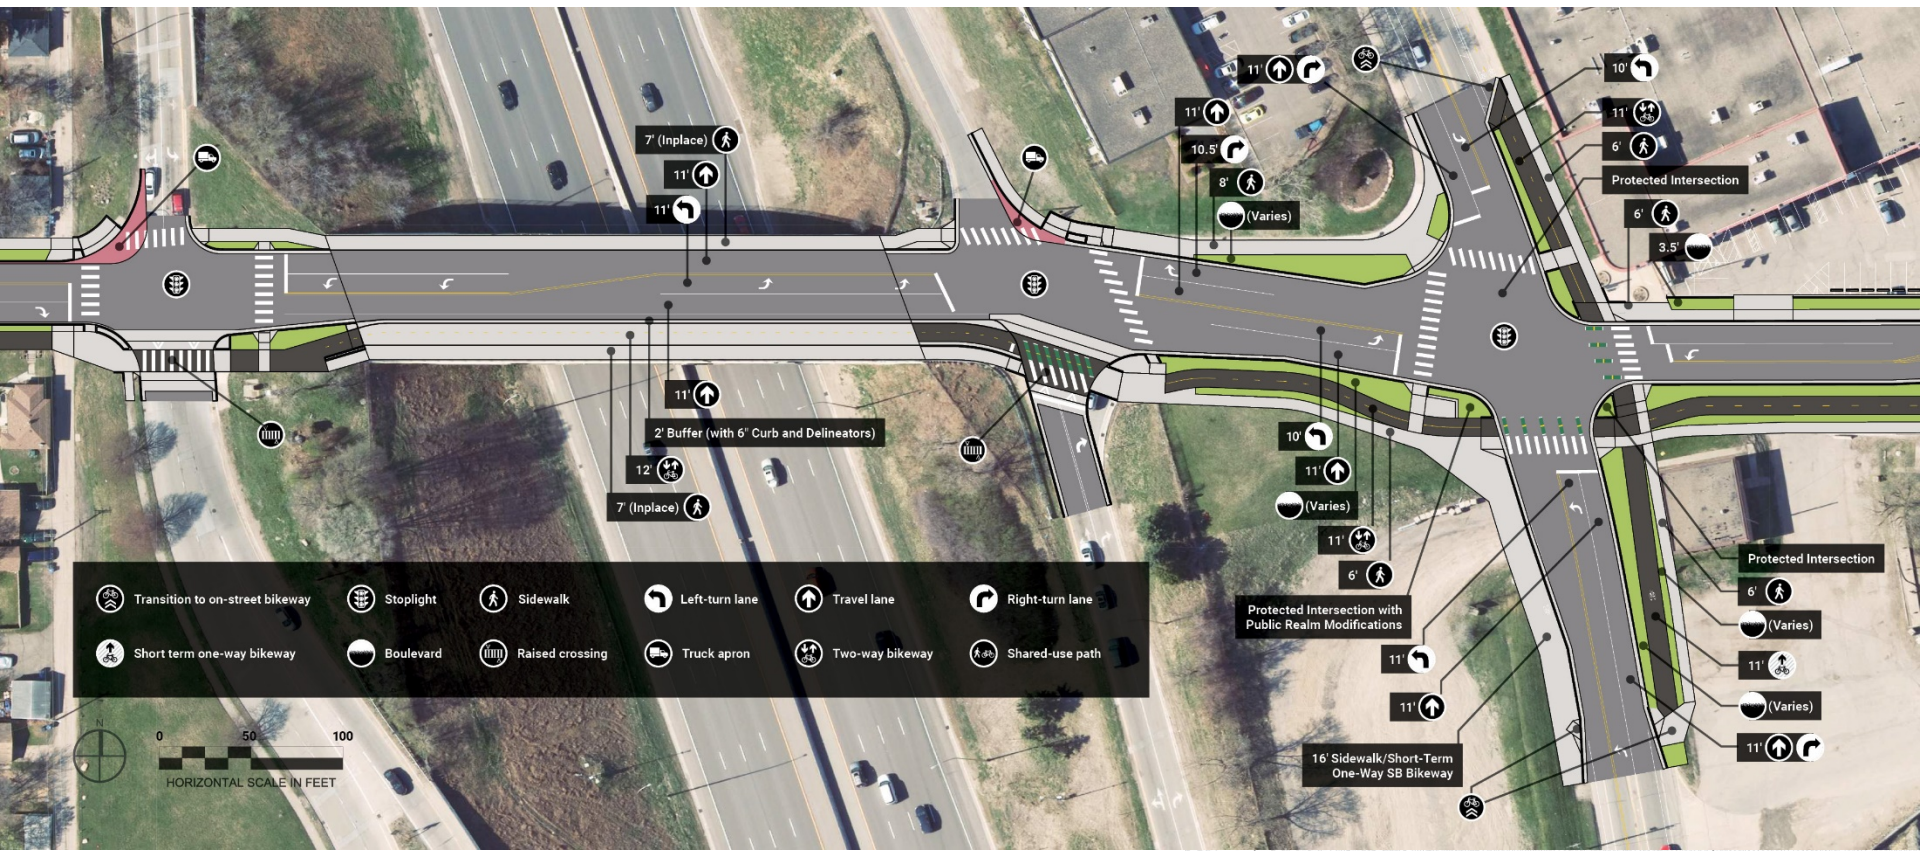 11'
10'
11'
11'
7' (Inplace)
10.5'
6'
11'
8'
Protected Intersection
11'
(Varies)
6'
3.5'
11'
2' Buffer (with 6" Curb and Delineators)
10'
12'
11'
7' (Inplace)
(Varies)
11'
Protected Intersection
6'
6'
Protected Intersection with
Public Realm Modifications
(Varies)
11'
11'
(Varies)
11'
11'
16' Sidewalk/Short-Term
One-Way SB Bikeway
Transition to on-street bikeway
Stoplight
Sidewalk
Left-turn lane
Travel lane
Right-turn lane
Short term one-way bikeway
Boulevard
Raised crossing
Truck apron
Two-way bikeway
Shared-use path
N
0 50 100
HORIZONTAL SCALE IN FEET